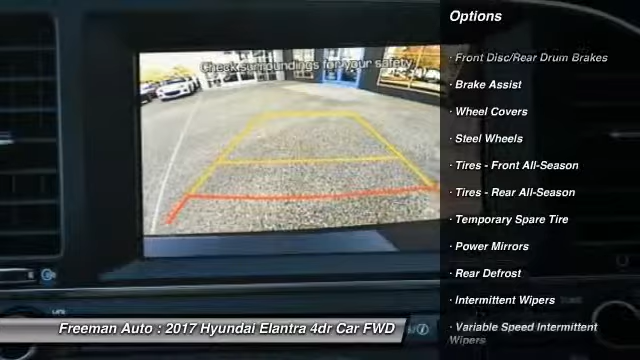 Options
· Front Disc/Rear Drum Brakes
· Brake Assist
· Wheel Covers
· Steel Wheels
· Tires - Front All-Season
· Tires - Rear All-Season
· Temporary Spare Tire
· Power Mirrors
· Rear Defrost
· Intermittent Wipers
· Variable Speed Intermittent
Wipers
Check surroundings for your safety
Freeman Auto : 2017 Hyundai Elantra 4dr Car FWD